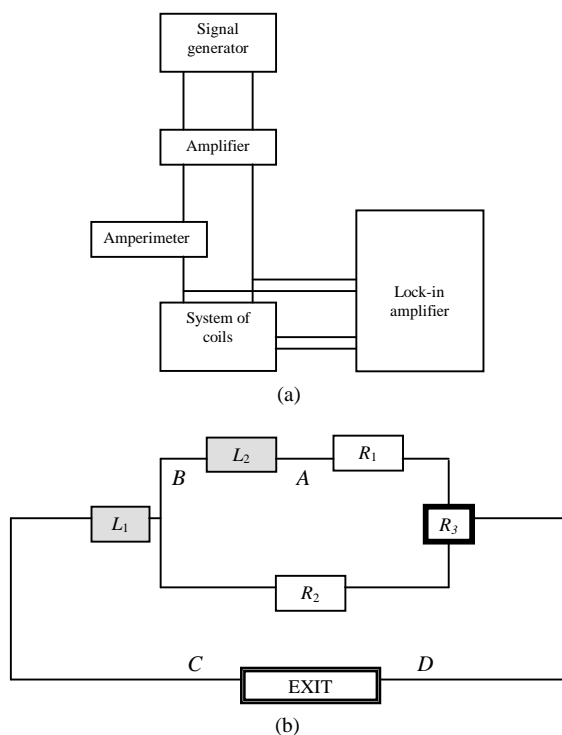 Signal
generator
Amplifier
Amperimeter
Lock-in
amplifier
System of
coils
(a)
B
L2
A
R1
L1
R3
R2
C
EXIT
D
(b)